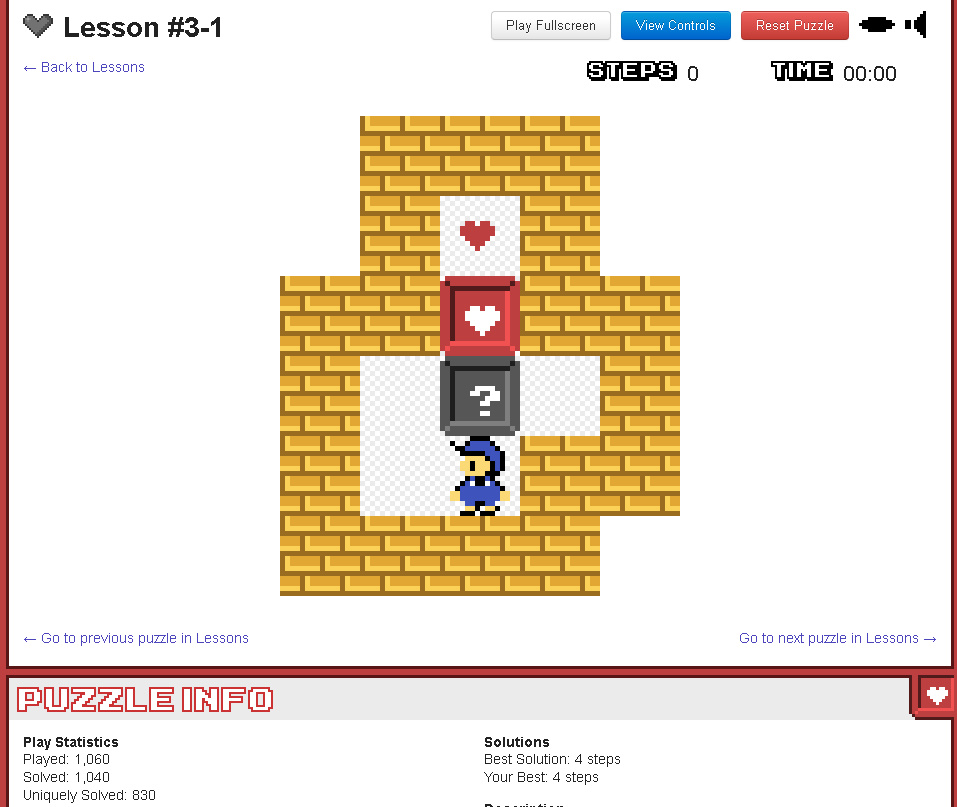 Lesson #3-1
Play Fullscreen
View Controls
Reset Puzzle
← Back to Lessons
STEPS 0
TIME 00:00
?
← Go to previous puzzle in Lessons
Go to next puzzle in Lessons →
PUZZLE INFO
Play Statistics
Played: 1,060
Solved: 1,040
Uniquely Solved: 830
Solutions
Best Solution: 4 steps
Your Best: 4 steps
Description